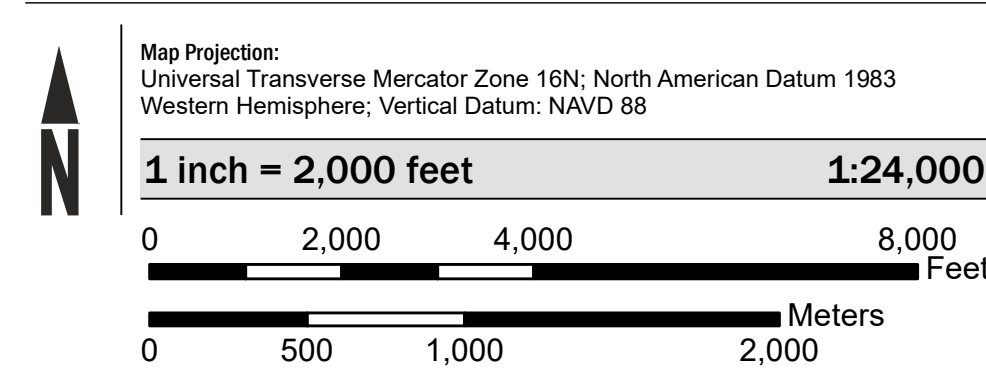 N
Map Projection:
Universal Transverse Mercator Zone 16N; North American Datum 1983
Western Hemisphere; Vertical Datum: NAVD 88
1 inch = 2,000 feet 1:24,000
0 2,000 4,000 8,000
Feet
Meters
0 500 1,000 2,000